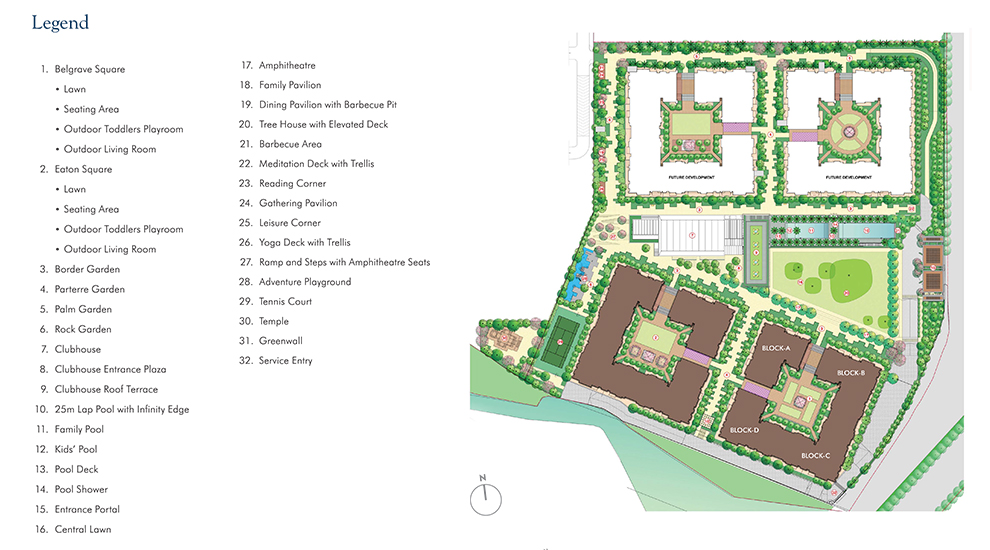 Legend
1. Belgrave Square
• Lawn
• Seating Area
• Outdoor Toddlers Playroom
• Outdoor Living Room
2. Eaton Square
• Lawn
• Seating Area
• Outdoor Toddlers Playroom
• Outdoor Living Room
3. Border Garden
4. Parterre Garden
5. Palm Garden
6. Rock Garden
7. Clubhouse
8. Clubhouse Entrance Plaza
9. Clubhouse Roof Terrace
10. 25m Lap Pool with Infinity Edge
11. Family Pool
12. Kids' Pool
13. Pool Deck
14. Pool Shower
15. Entrance Portal
16. Central Lawn
17. Amphitheatre
18. Family Pavilion
19. Dining Pavilion with Barbecue Pit
20. Tree House with Elevated Deck
21. Barbecue Area
22. Meditation Deck with Trellis
23. Reading Corner
24. Gathering Pavilion
25. Leisure Corner
26. Yoga Deck with Trellis
27. Ramp and Steps with Amphitheatre Seats
28. Adventure Playground
29. Tennis Court
30. Temple
31. Greenwall
32. Service Entry
FUTURE DEVELOPMENT
FUTURE DEVELOPMENT
BLOCK-A
BLOCK-B
BLOCK-D
BLOCK-C
N